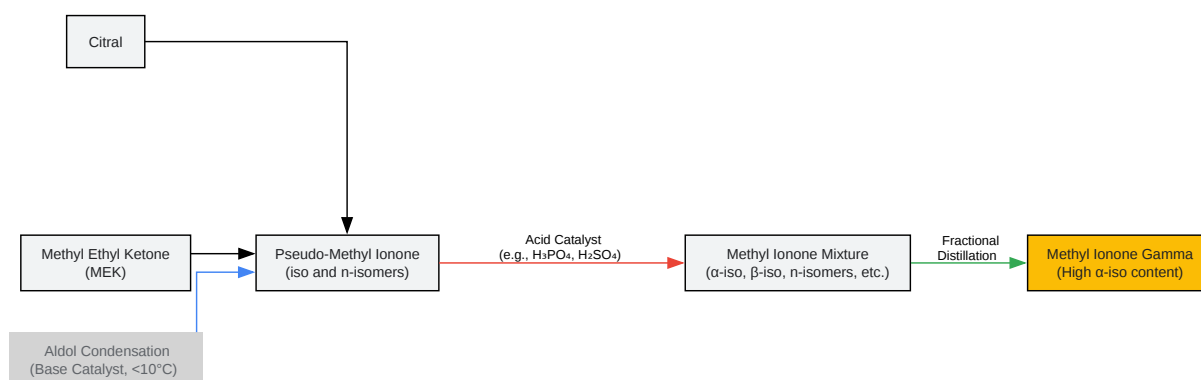 Citral
Methyl Ethyl Ketone
(MEK)
Pseudo-Methyl Ionone
(iso and n-isomers)
Acid Catalyst
(e.g., H₃PO₄, H₂SO₄)
Methyl Ionone Mixture
(α-iso, β-iso, n-isomers, etc.)
Fractional
Distillation
Methyl Ionone Gamma
(High α-iso content)
Aldol Condensation
(Base Catalyst, <10°C)